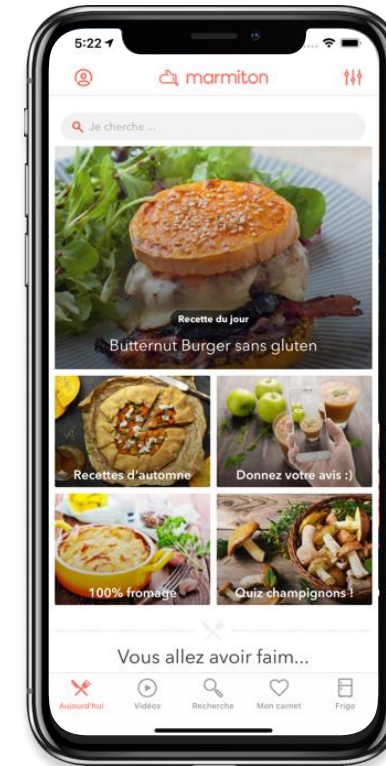 5:22
marmiton
Je cherche ...
Recette du jour
Butternut Burger sans gluten
Recettes d'automne
Donnez votre avis :)
100% fromage
Quiz champignons !
Vous allez avoir faim...
Aujourd'hui
Vidéos
Recherche
Mon carnet
Frigo